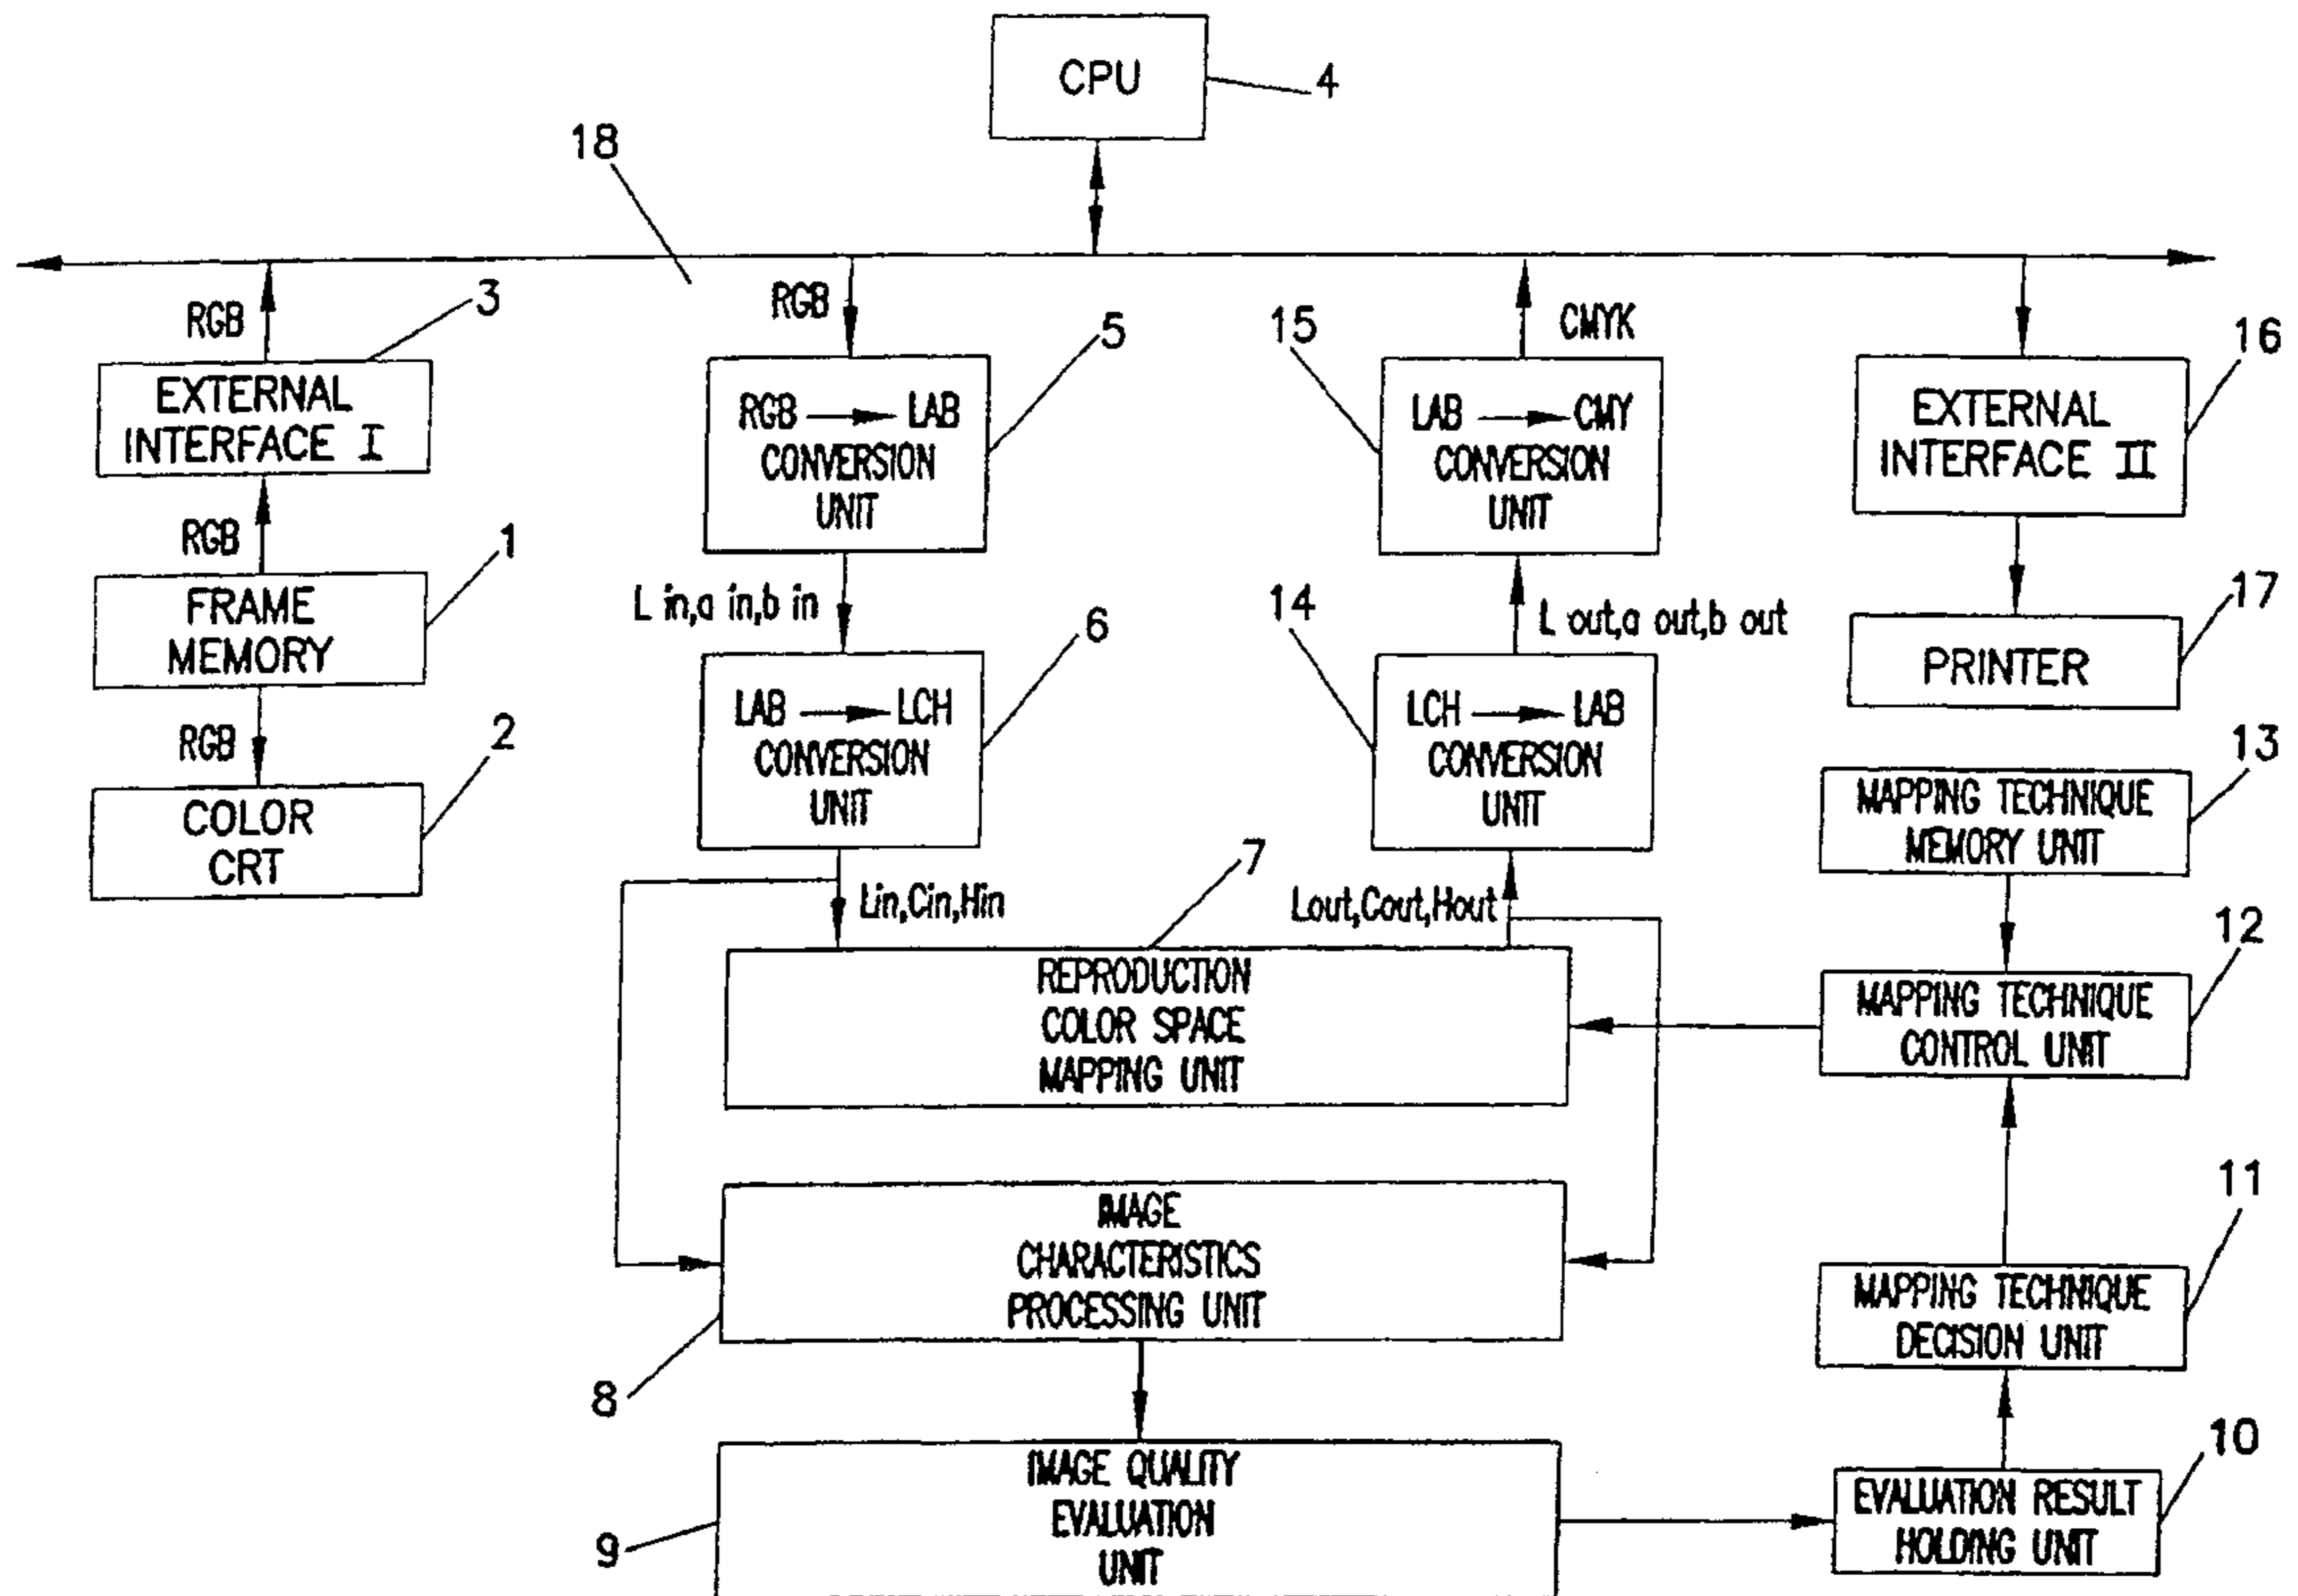 CPU
4
18
RGB
3
EXTERNAL
INTERFACE I
RGB
1
FRAME
MEMORY
RGB
2
COLOR
CRT
RGB
5
RGB → LAB
CONVERSION
UNIT
L in,a in,b in
6
LAB → LCH
CONVERSION
UNIT
Lin,Cin,Hin
7
REPRODUCTION
COLOR SPACE
MAPPING UNIT
IMAGE
CHARACTERISTICS
PROCESSING UNIT
8
IMAGE QUALITY
EVALUATION
UNIT
9
CMYK
15
LAB → CMY
CONVERSION
UNIT
L out,a out,b out
14
LCH → LAB
CONVERSION
UNIT
Lout,Cout,Hout
16
EXTERNAL
INTERFACE II
17
PRINTER
13
MAPPING TECHNIQUE
MEMORY UNIT
12
MAPPING TECHNIQUE
CONTROL UNIT
11
MAPPING TECHNIQUE
DECISION UNIT
10
EVALUATION RESULT
HOLDING UNIT